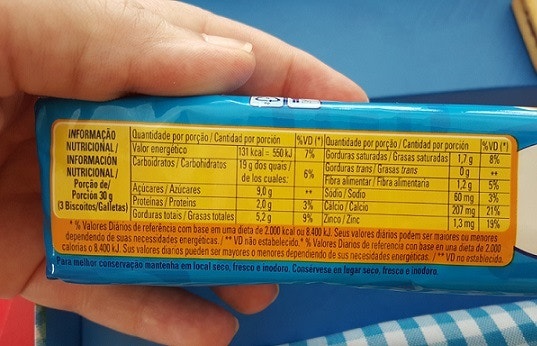 INFORMAÇÃO NUTRICIONAL / INFORMACIÓN NUTRICIONAL /
Porção de/ Porción 30 g
(3 Biscoitos/Galletas)
Quantidade por porção / Cantidad por porción %VD (*)
Valor energético 131 kcal = 550 kJ 7%
Carboidratos / Carbohidratos 19 g dos quais / de los cuales: 6%
Açúcares / Azúcares 9,0 g **
Proteínas / Proteins 2,0 g 3%
Gorduras totais / Grasas totales 5,2 g 9%
Quantidade por porção / Cantidad por porción %VD (*)
Gorduras saturadas / Grasas saturadas 1,7 g 8%
Gorduras trans / Grasas trans 0 g **
Fibra alimentar / Fibra alimentaria 1,2 g 5%
Sódio / Sodio 60 mg 3%
Cálcio / Calcio 207 mg 21%
Zinco / Zinc 1,3 mg 19%
* % Valores Diários de referência com base em uma dieta de 2.000 kcal ou 8.400 kJ. Seus valores diários podem ser maiores ou menores
dependendo de suas necessidades energéticas. / ** VD não estabelecido. * % Valores Diarios de referencia con base en una dieta de 2.000
calorías o 8.400 kJ. Sus valores diarios pueden ser mayores o menores dependiendo de sus necesidades energéticas. / ** VD no establecido.
Para melhor conservação mantenha em local seco, fresco e inodoro. Consérvese en lugar seco, fresco e inodoro.